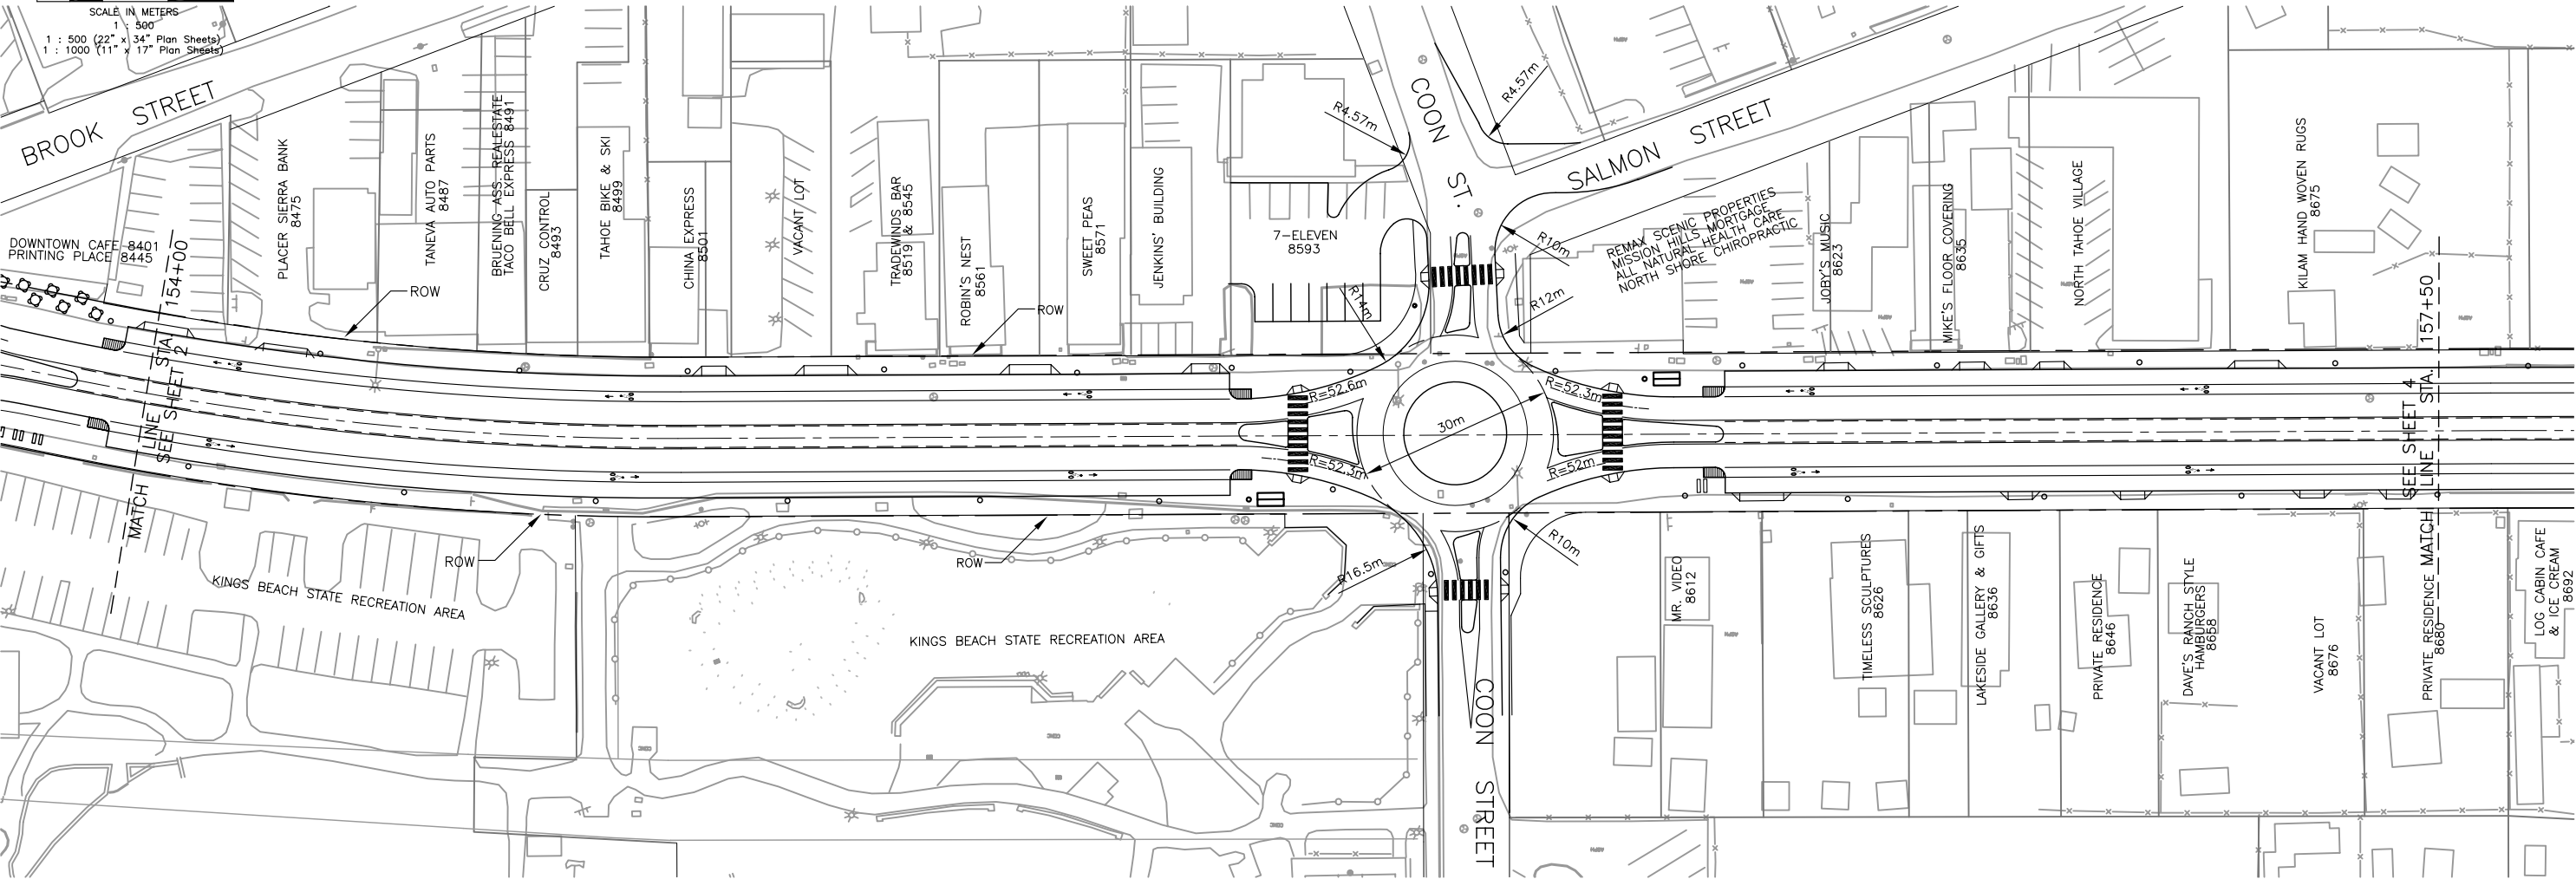 SCALE IN METERS
1 : 500
1 : 500 (22" x 34" Plan Sheets)
1 : 1000 (11" x 17" Plan Sheets)
BROOK STREET
DOWNTOWN CAFE 8401
PRINTING PLACE 8445
154+00
MATCH LINE STA.
SEE SHEET 2
PLACER SIERRA BANK
8475
TANEVA AUTO PARTS
8487
BRUENING ASS. REALESTATE
TACO BELL EXPRESS 8491
CRUZ CONTROL
8493
TAHOE BIKE & SKI
8499
CHINA EXPRESS
8501
VACANT LOT
TRADEWINDS BAR
8519 & 8545
ROBIN'S NEST
8561
SWEET PEAS
8571
JENKINS' BUILDING
7-ELEVEN
8593
ROW
ROW
R4.57m
R4.57m
COON ST.
SALMON STREET
R14m
R10m
R12m
REMAX SCENIC PROPERTIES
MISSION HILLS MORTGAGE
ALL NATURAL HEALTH CARE
NORTH SHORE CHIROPRACTIC
JOBY'S MUSIC
8623
MIKE'S FLOOR COVERING
8635
NORTH TAHOE VILLAGE
KILAM HAND WOVEN RUGS
8675
R=52.6m
R=52.3m
30m
R=52.3m
R=52m
SEE SHEET 4
MATCH LINE STA. 157+50
ROW
ROW
R16.5m
R10m
KINGS BEACH STATE RECREATION AREA
KINGS BEACH STATE RECREATION AREA
COON STREET
MR. VIDEO
8612
TIMELESS SCULPTURES
8626
LAKESIDE GALLERY & GIFTS
8636
PRIVATE RESIDENCE
8646
DAVE'S RANCH STYLE
HAMBURGERS
8658
VACANT LOT
8676
PRIVATE RESIDENCE
8680
LOG CABIN CAFE
& ICE CREAM
8692